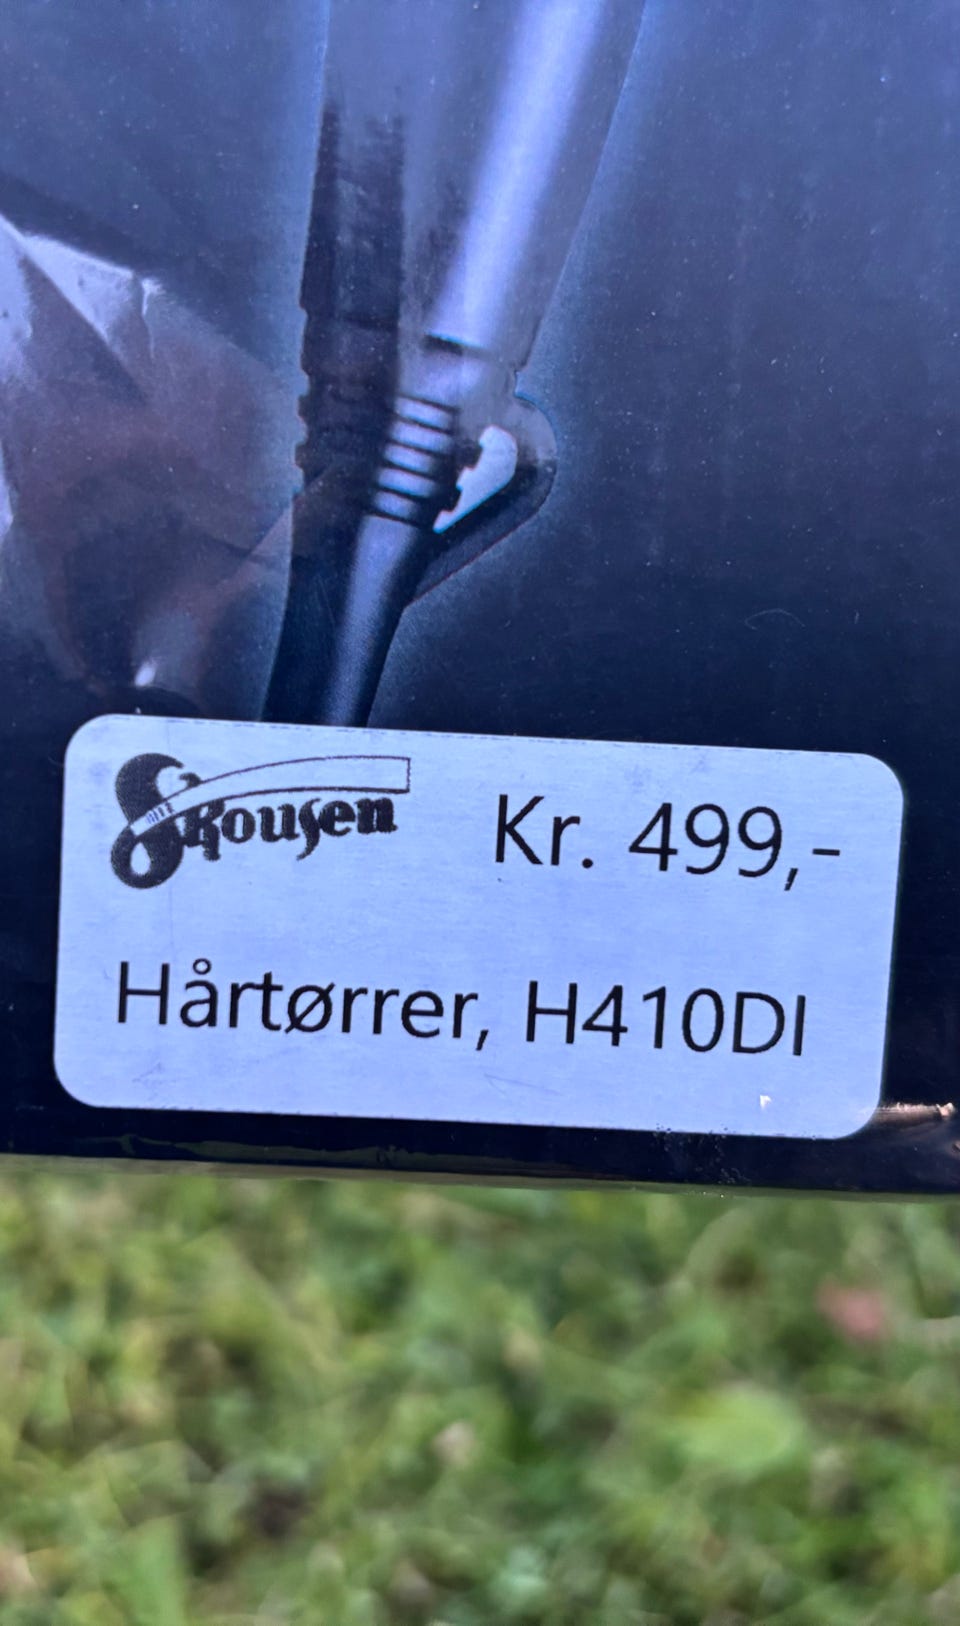 Skousen Kr. 499,-
Hårtørrer, H410DI